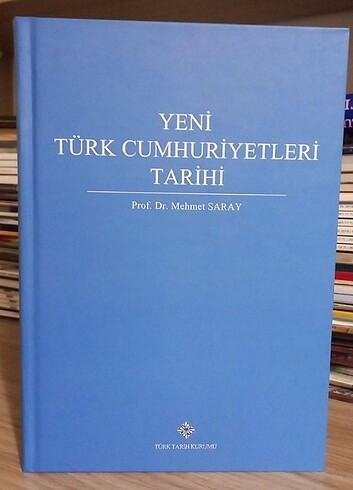 YENİ
TÜRK CUMHURİYETLERİ
TARİHİ
Prof. Dr. Mehmet SARAY
TÜRK TARİH KURUMU